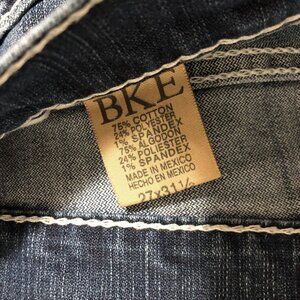 BKE
75% COTTON
24% POLYESTER
1% SPANDEX
75% ALGODON
24% POLIESTER
1% SPANDEX
MADE IN MEXICO
HECHO EN MEXICO
27x31½